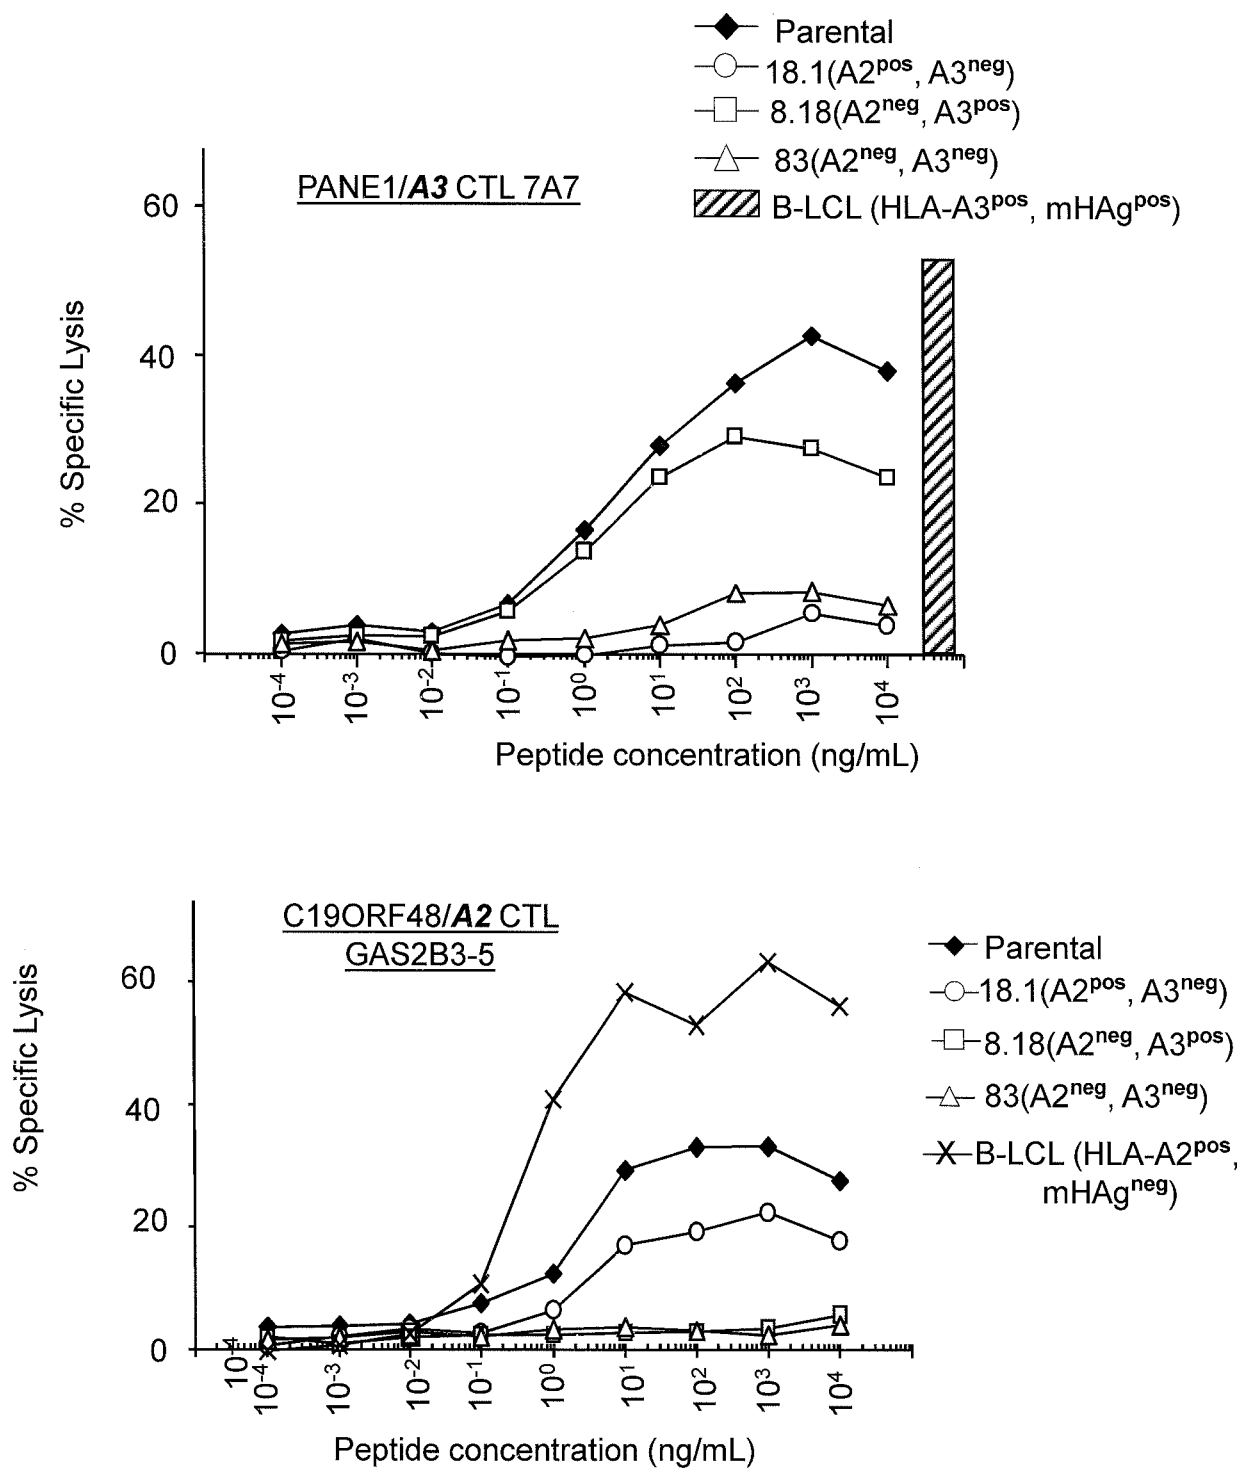 Parental
18.1(A2pos, A3neg)
8.18(A2neg, A3pos)
83(A2neg, A3neg)
B-LCL (HLA-A3pos, mHAgpos)
PANE1/A3 CTL 7A7
60
40
20
0
% Specific Lysis
10-4 10-3 10-2 10-1 100 101 102 103 104
Peptide concentration (ng/mL)
C19ORF48/A2 CTL
GAS2B3-5
Parental
18.1(A2pos, A3neg)
8.18(A2neg, A3pos)
83(A2neg, A3neg)
B-LCL (HLA-A2pos,
mHAgneg)
60
40
20
0
% Specific Lysis
10-4 10-3 10-2 10-1 100 101 102 103 104
Peptide concentration (ng/mL)